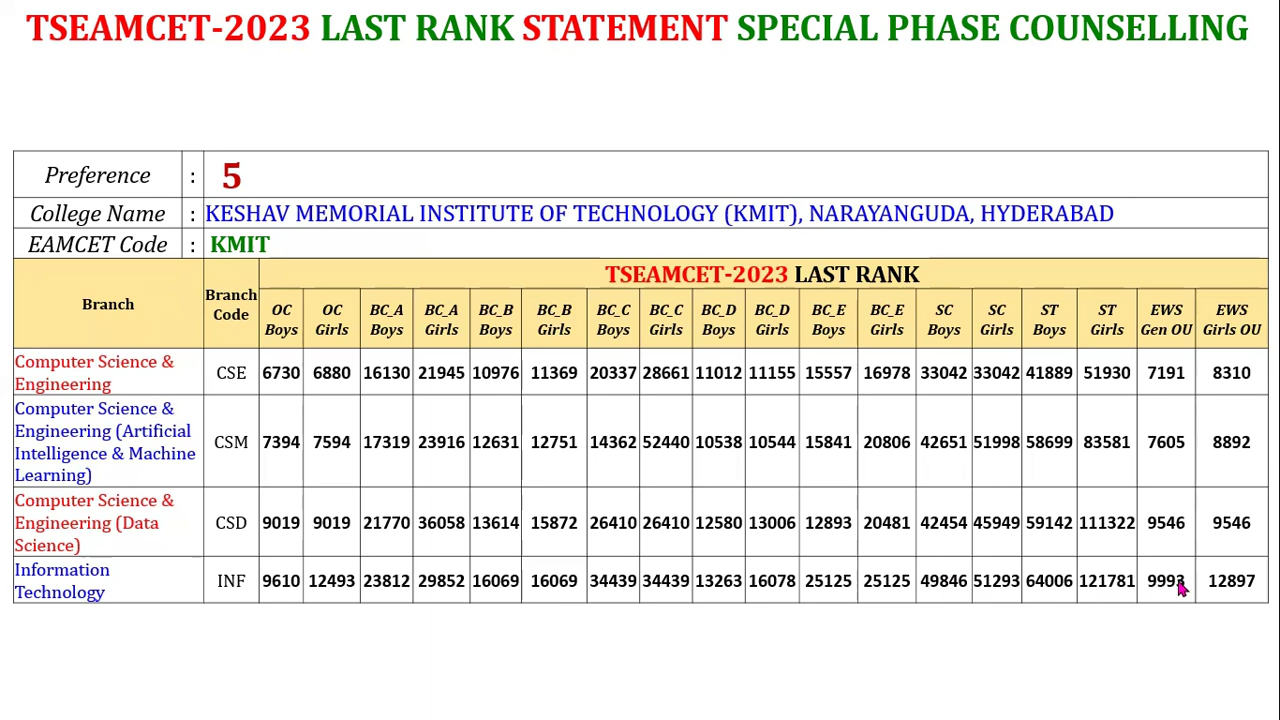 TSEAMCET-2023 LAST RANK STATEMENT SPECIAL PHASE COUNSELLING
Preference : 5
College Name : KESHAV MEMORIAL INSTITUTE OF TECHNOLOGY (KMIT), NARAYANGUDA, HYDERABAD
EAMCET Code : KMIT
Branch
Branch Code
TSEAMCET-2023 LAST RANK
OC Boys OC Girls BC_A Boys BC_A Girls BC_B Boys BC_B Girls BC_C Boys BC_C Girls BC_D Boys BC_D Girls BC_E Boys BC_E Girls SC Boys SC Girls ST Boys ST Girls EWS Gen OU EWS Girls OU
Computer Science &
Engineering
CSE 6730 6880 16130 21945 10976 11369 20337 28661 11012 11155 15557 16978 33042 33042 41889 51930 7191 8310
Computer Science &
Engineering (Artificial
Intelligence & Machine
Learning)
CSM 7394 7594 17319 23916 12631 12751 14362 52440 10538 10544 15841 20806 42651 51998 58699 83581 7605 8892
Computer Science &
Engineering (Data
Science)
CSD 9019 9019 21770 36058 13614 15872 26410 26410 12580 13006 12893 20481 42454 45949 59142 111322 9546 9546
Information
Technology
INF 9610 12493 23812 29852 16069 16069 34439 34439 13263 16078 25125 25125 49846 51293 64006 121781 9993 12897